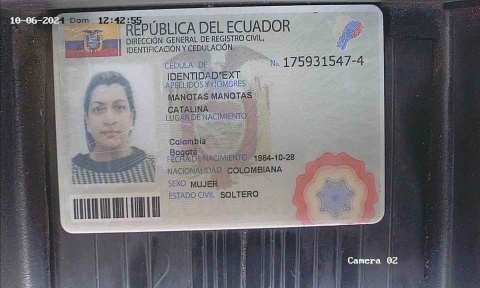 10-06-2024 Dom 12:42:55
REPÚBLICA DEL ECUADOR
DIRECCIÓN GENERAL DE REGISTRO CIVIL,
IDENTIFICACIÓN Y CEDULACIÓN.
CÉDULA DE No. 175931547-4
IDENTIDAD*EXT
APELLIDOS Y NOMBRES
MANOTAS MANOTAS
CATALINA
LUGAR DE NACIMIENTO
Colombia
Bogota
FECHA DE NACIMIENTO 1984-10-28
NACIONALIDAD COLOMBIANA
SEXO MUJER
ESTADO CIVIL SOLTERO
Camera 02